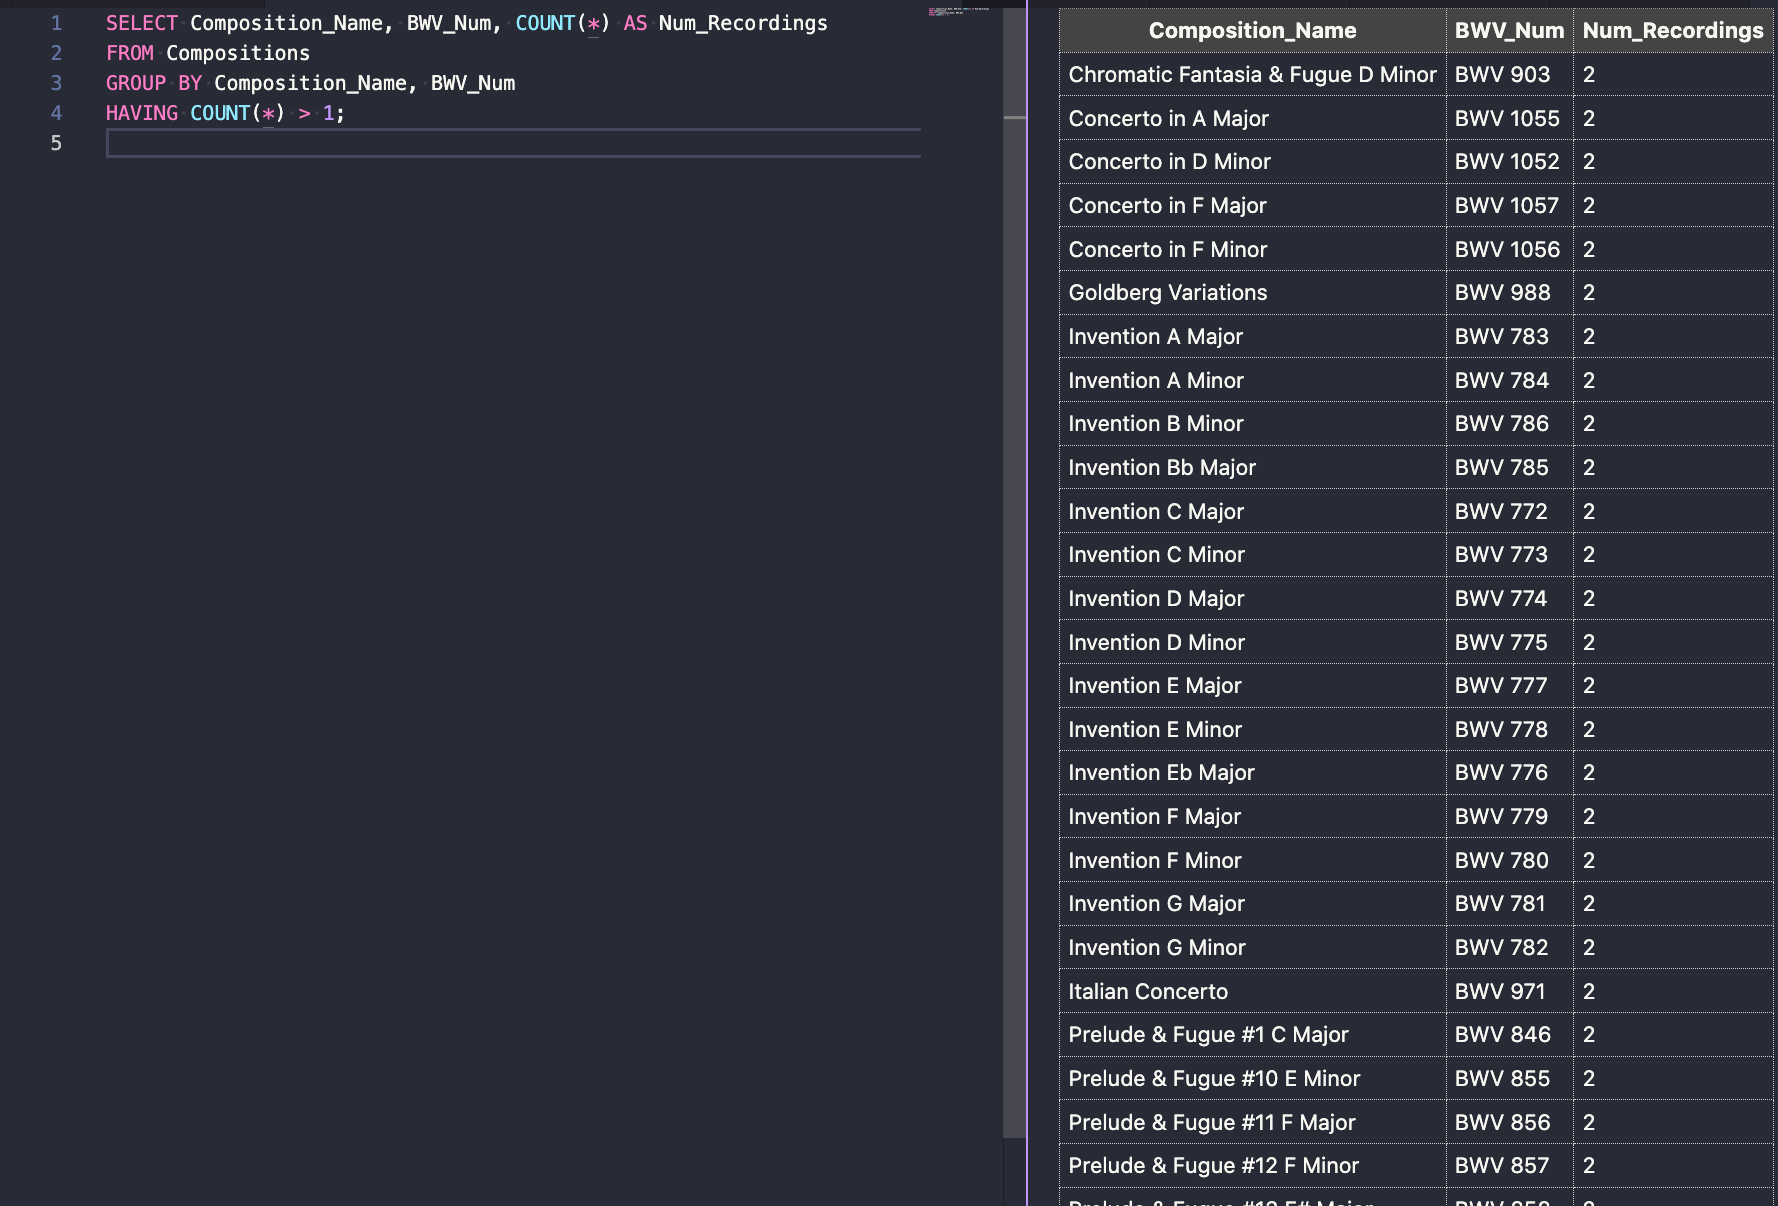 1 SELECT Composition_Name, BWV_Num, COUNT(*) AS Num_Recordings
2 FROM Compositions
3 GROUP BY Composition_Name, BWV_Num
4 HAVING COUNT(*) > 1;
5
Composition_Name BWV_Num Num_Recordings
Chromatic Fantasia & Fugue D Minor BWV 903 2
Concerto in A Major BWV 1055 2
Concerto in D Minor BWV 1052 2
Concerto in F Major BWV 1057 2
Concerto in F Minor BWV 1056 2
Goldberg Variations BWV 988 2
Invention A Major BWV 783 2
Invention A Minor BWV 784 2
Invention B Minor BWV 786 2
Invention Bb Major BWV 785 2
Invention C Major BWV 772 2
Invention C Minor BWV 773 2
Invention D Major BWV 774 2
Invention D Minor BWV 775 2
Invention E Major BWV 777 2
Invention E Minor BWV 778 2
Invention Eb Major BWV 776 2
Invention F Major BWV 779 2
Invention F Minor BWV 780 2
Invention G Major BWV 781 2
Invention G Minor BWV 782 2
Italian Concerto BWV 971 2
Prelude & Fugue #1 C Major BWV 846 2
Prelude & Fugue #10 E Minor BWV 855 2
Prelude & Fugue #11 F Major BWV 856 2
Prelude & Fugue #12 F Minor BWV 857 2